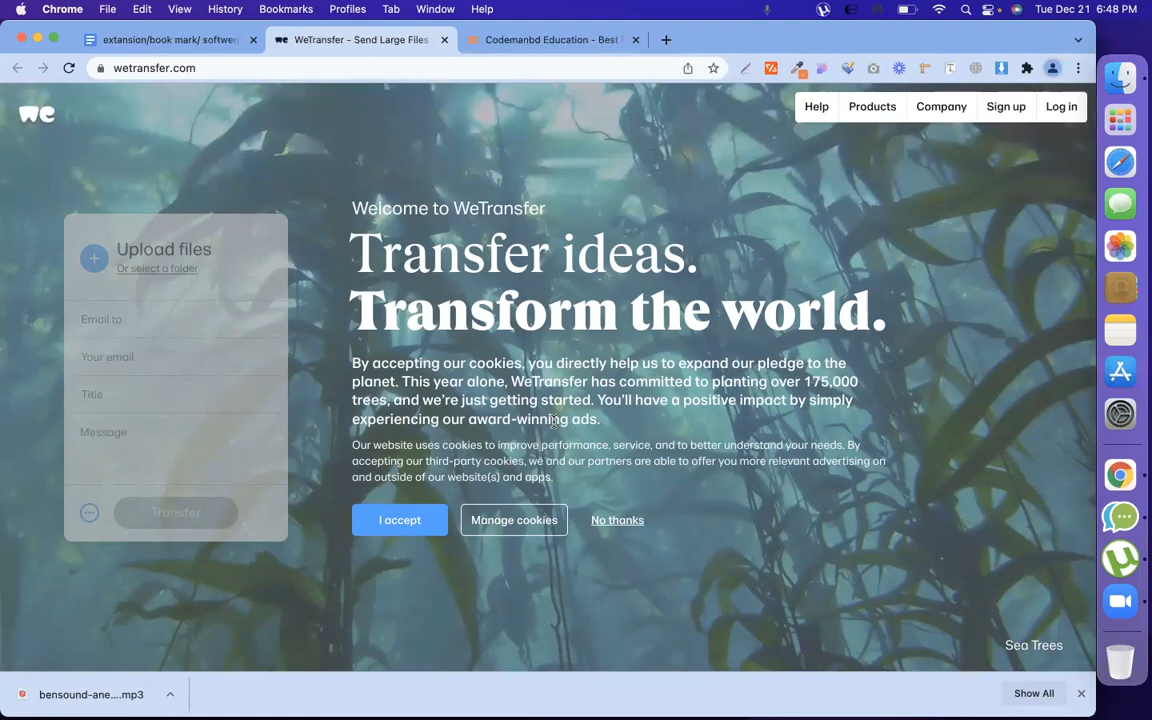 Chrome File Edit View History Bookmarks Profiles Tab Window Help Tue Dec 21 6:48 PM
extansion/book mark/ softwer/ WeTransfer - Send Large Files Codemanbd Education - Best
wetransfer.com
we
Help Products Company Sign up Log in
Upload files
Or select a folder
Email to
Your email
Title
Message
Transfer
Welcome to WeTransfer
Transfer ideas.
Transform the world.
By accepting our cookies, you directly help us to expand our pledge to the
planet. This year alone, WeTransfer has committed to planting over 175,000
trees, and we're just getting started. You'll have a positive impact by simply
experiencing our award-winning ads.
Our website uses cookies to improve performance, service, and to better understand your needs. By
accepting our third-party cookies, we and our partners are able to offer you more relevant advertising on
and outside of our website(s) and apps.
I accept Manage cookies No thanks
Sea Trees
bensound-ane....mp3 Show All